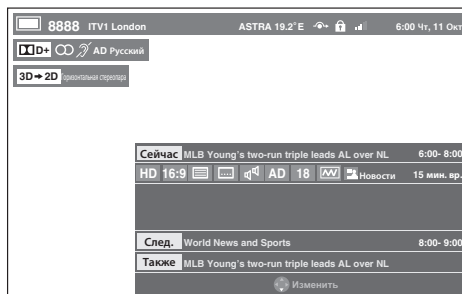 8888 ITV1 London ASTRA 19.2°E 6:00 Чт, 11 Окт
D+ AD Русский
3D➔2D Горизонтальная стереопара
Сейчас MLB Young's two-run triple leads AL over NL 6:00- 8:00
HD 16:9 AD 18 Новости 15 мин. вр.
След. World News and Sports 8:00- 9:00
Также MLB Young's two-run triple leads AL over NL
Изменить